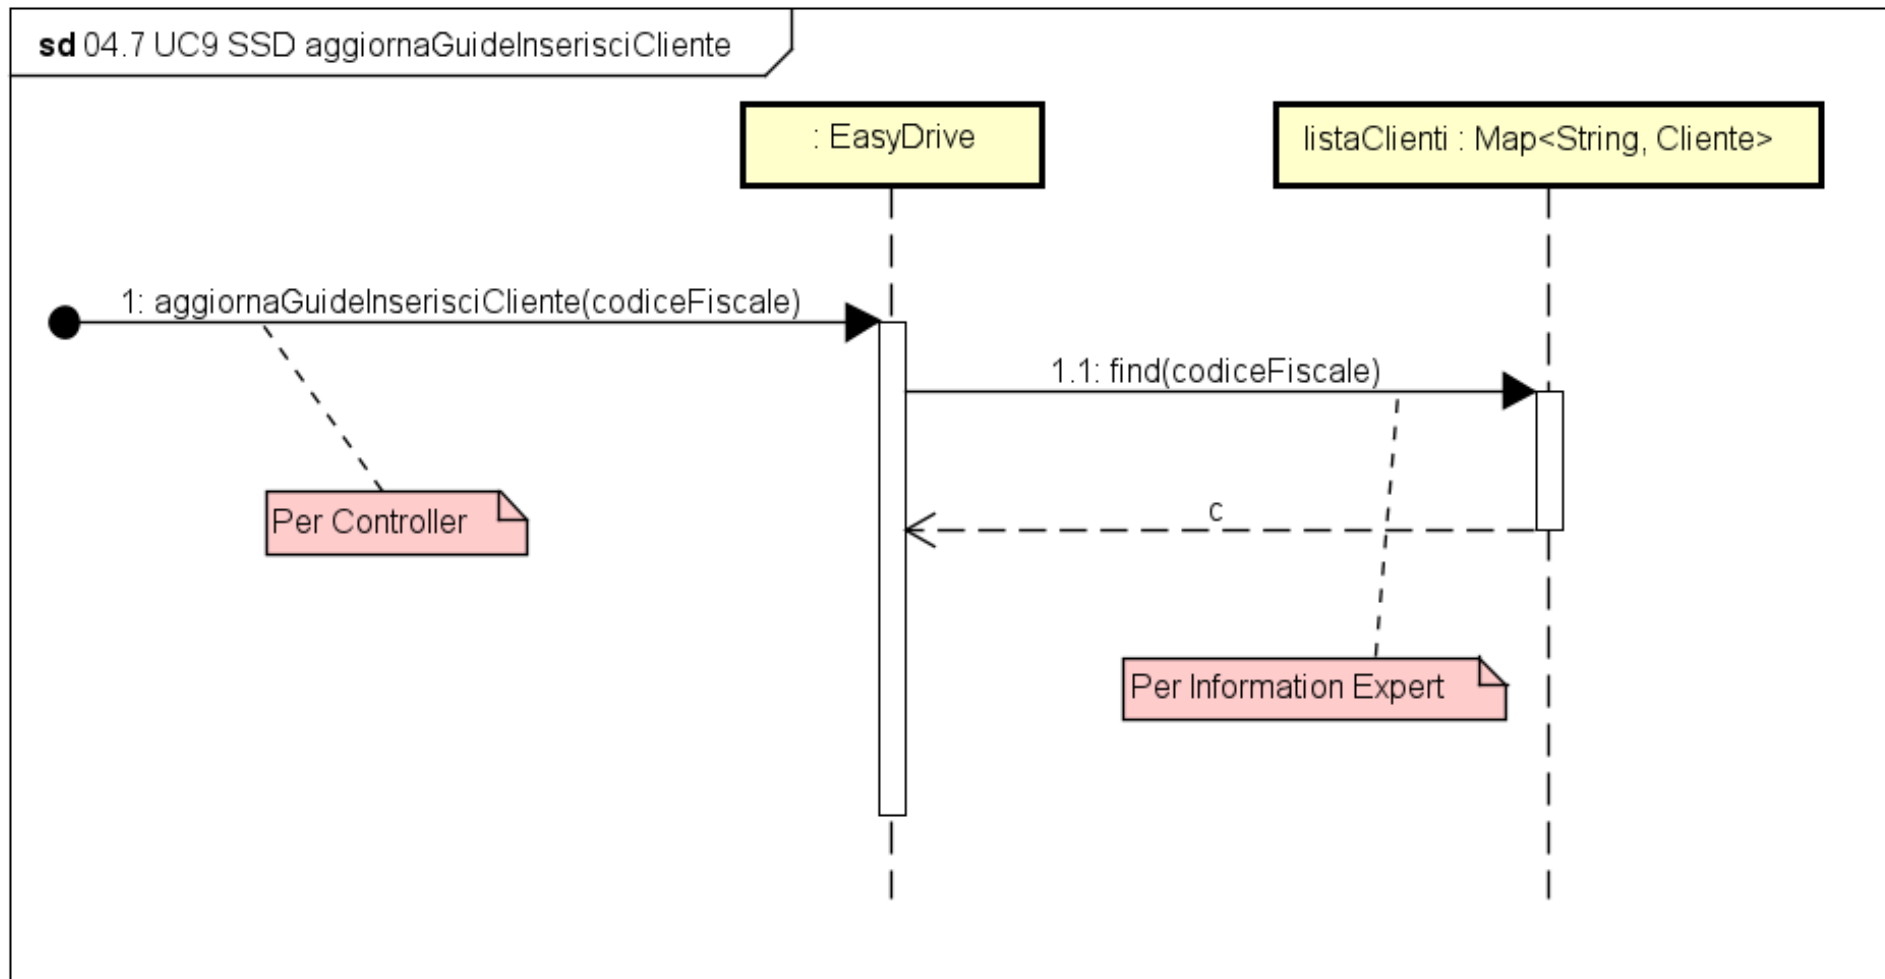 sd 04.7 UC9 SSD aggiornaGuideInserisciCliente
: EasyDrive
listaClienti : Map<String, Cliente>
1: aggiornaGuideInserisciCliente(codiceFiscale)
1.1: find(codiceFiscale)
c
Per Controller
Per Information Expert